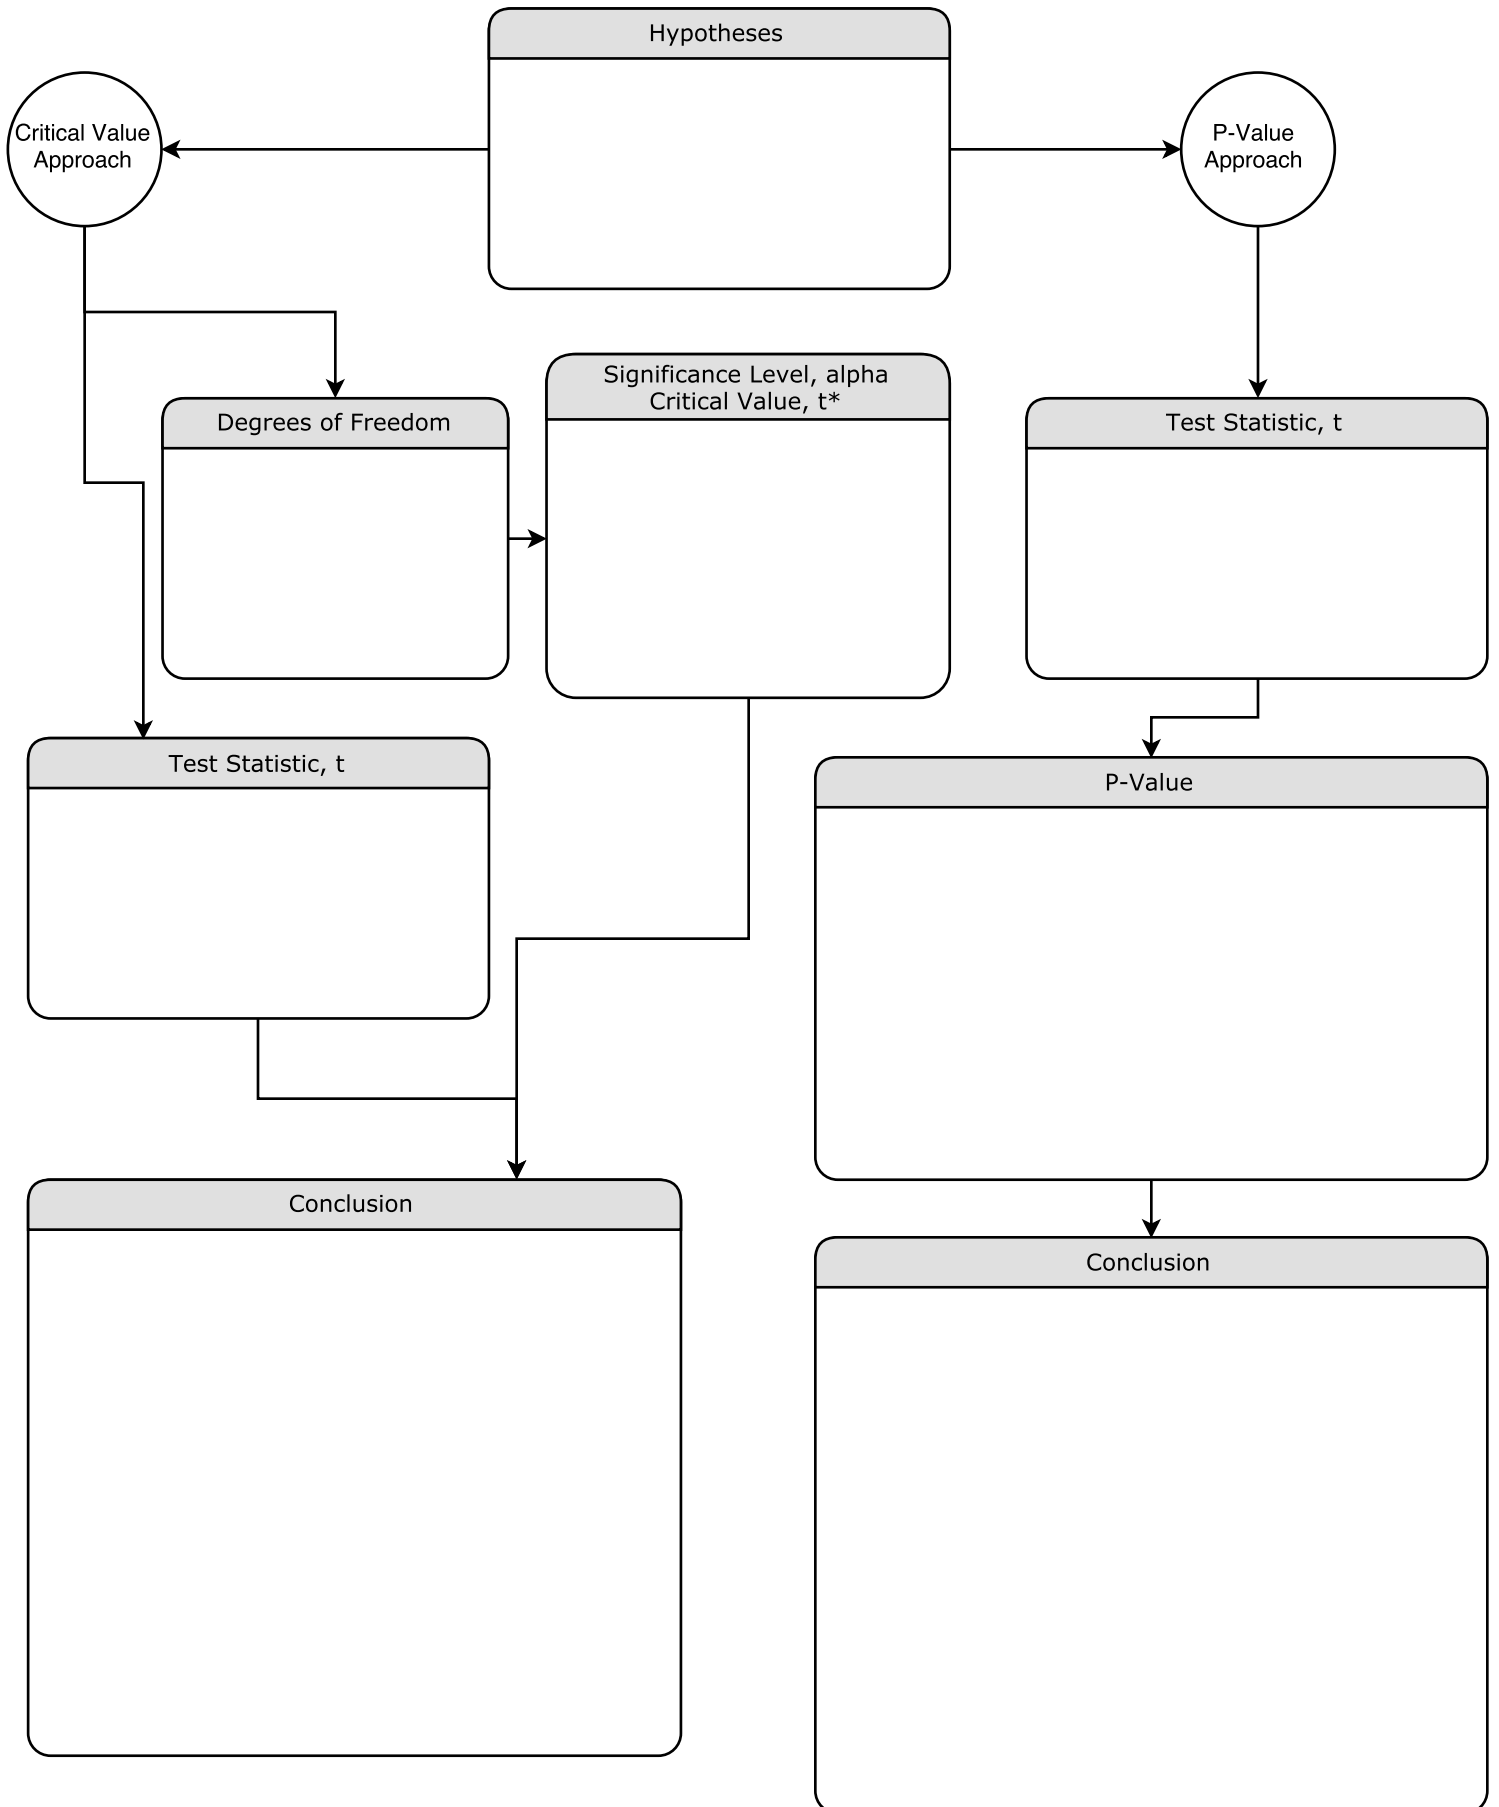 Hypotheses
Critical Value
Approach
P-Value
Approach
Significance Level, alpha
Critical Value, t*
Degrees of Freedom
Test Statistic, t
Test Statistic, t
P-Value
Conclusion
Conclusion